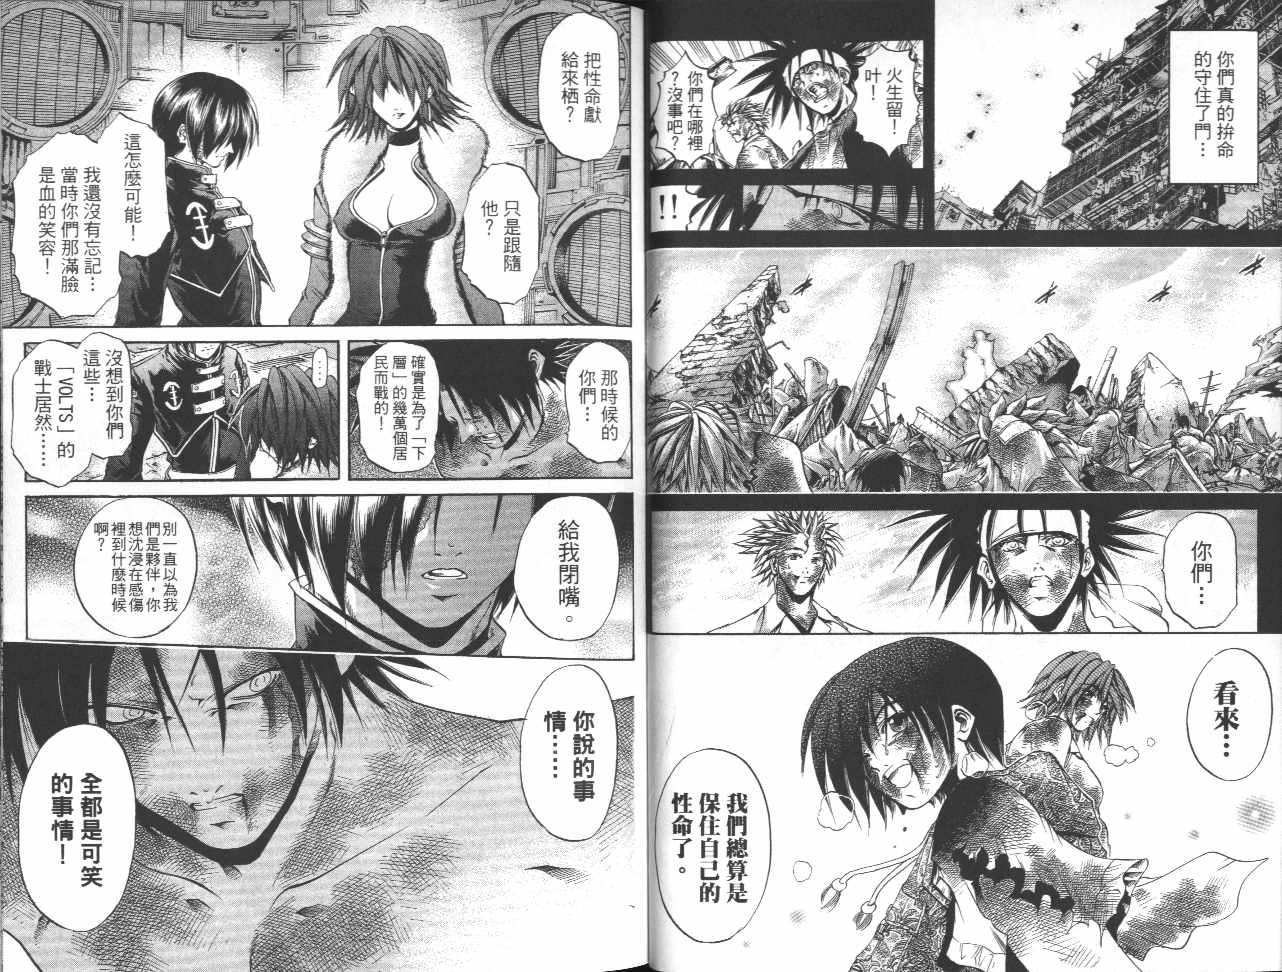 你們真的拚命
的守住了門…
火生留！
叶！
你們在哪裡
？沒事吧？
!!
你們…
看來…
我們總算是
保住自己的
性命了。
把性命獻
給來栖？
只是跟隨
他？
這怎麼可能！
我還沒有忘記…
當時你們那滿臉
是血的笑容！
那時候的
你們…
確實是為了「下
層」的幾萬個居
民而戰的！
…
沒想到你們
這些…
「VOLTS」的
戰士居然……
給我閉嘴。
別一直以為我
們是夥伴，你
想沈浸在感傷
裡到什麼時候
啊？
你說的事
情……
全都是可笑
的事情！